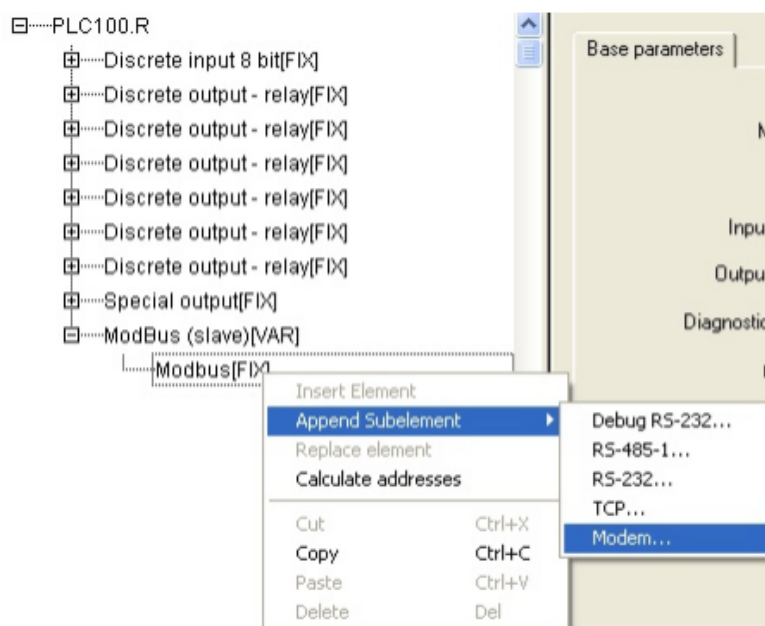 PLC100.R
Discrete input 8 bit[FIX]
Discrete output - relay[FIX]
Discrete output - relay[FIX]
Discrete output - relay[FIX]
Discrete output - relay[FIX]
Discrete output - relay[FIX]
Discrete output - relay[FIX]
Special output[FIX]
ModBus (slave)[VAR]
Modbus[FIX]
Insert Element
Append Subelement
Replace element
Calculate addresses
Cut Ctrl+X
Copy Ctrl+C
Paste Ctrl+V
Delete Del
Debug RS-232...
RS-485-1...
RS-232...
TCP...
Modem...
Base parameters
N
Inpu
Outpu
Diagnostic